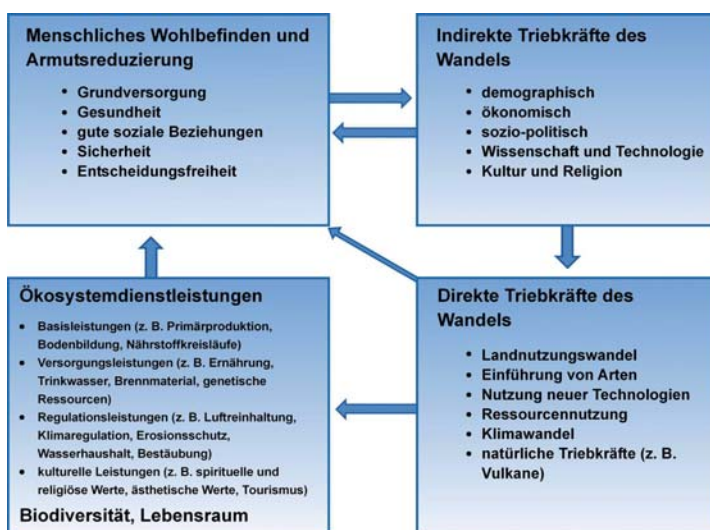 Menschliches Wohlbefinden und
Armutsreduzierung
• Grundversorgung
• Gesundheit
• gute soziale Beziehungen
• Sicherheit
• Entscheidungsfreiheit
Indirekte Triebkräfte des
Wandels
• demographisch
• ökonomisch
• sozio-politisch
• Wissenschaft und Technologie
• Kultur und Religion
Ökosystemdienstleistungen
• Basisleistungen (z. B. Primärproduktion,
Bodenbildung, Nährstoffkreisläufe)
• Versorgungsleistungen (z. B. Ernährung,
Trinkwasser, Brennmaterial, genetische
Ressourcen)
• Regulationsleistungen (z. B. Luftreinhaltung,
Klimaregulation, Erosionsschutz,
Wasserhaushalt, Bestäubung)
• kulturelle Leistungen (z. B. spirituelle und
religiöse Werte, ästhetische Werte, Tourismus)
Biodiversität, Lebensraum
Direkte Triebkräfte des
Wandels
• Landnutzungswandel
• Einführung von Arten
• Nutzung neuer Technologien
• Ressourcennutzung
• Klimawandel
• natürliche Triebkräfte (z. B.
Vulkane)